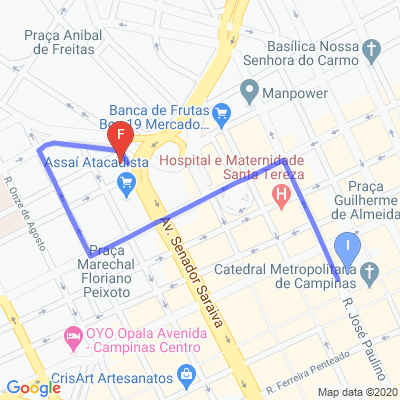 Praça Anibal
de Freitas
Basílica Nossa
Senhora do Carmo
Manpower
Banca de Frutas
Box 19 Mercado...
F
Assaí Atacadista
Hospital e Maternidade
Santa Tereza
H
Praça
Guilherme
de Almeida
R. Onze de Agosto
Av. Senador Saraiva
Praça
Marechal
Floriano
Peixoto
I
Catedral Metropolitana
de Campinas
R. José Paulino
OYO Opala Avenida
- Campinas Centro
R. Ferreira Penteado
CrisArt Artesanatos
Google
Map data ©2020